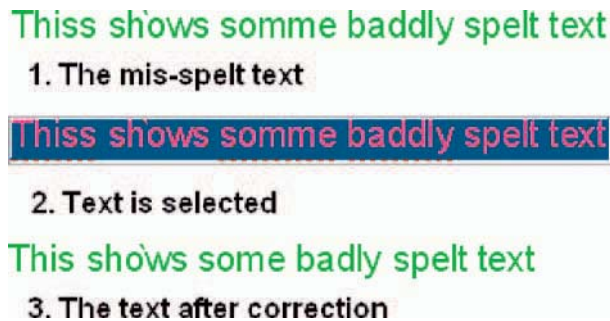 Thiss shows somme baddly spelt text
1. The mis-spelt text
Thiss shows somme baddly spelt text
2. Text is selected
This shows some badly spelt text
3. The text after correction